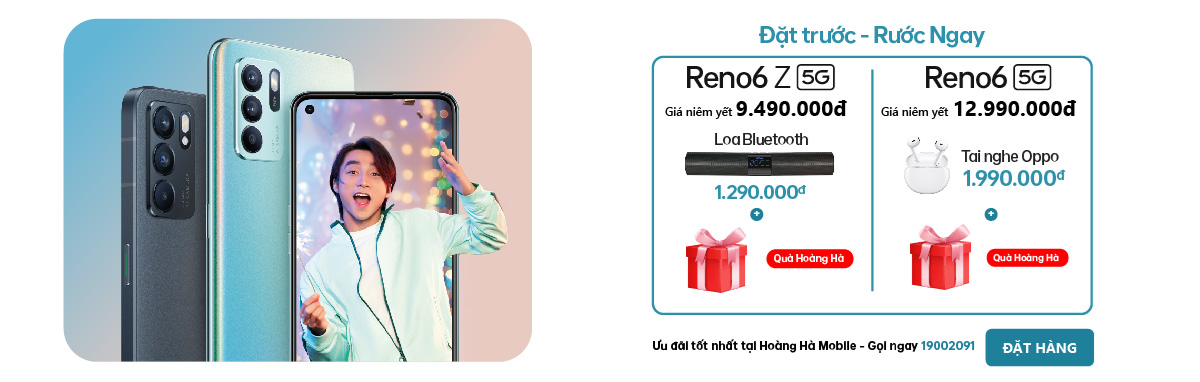 Đặt trước - Rước Ngay
Reno6 Z 5G
Giá niêm yết 9.490.000đ
Loa Bluetooth
1.290.000đ
+
Quà Hoàng Hà
Reno6 5G
Giá niêm yết 12.990.000đ
Tai nghe Oppo
1.990.000đ
+
Quà Hoàng Hà
Ưu đãi tốt nhất tại Hoàng Hà Mobile - Gọi ngay 19002091
ĐẶT HÀNG